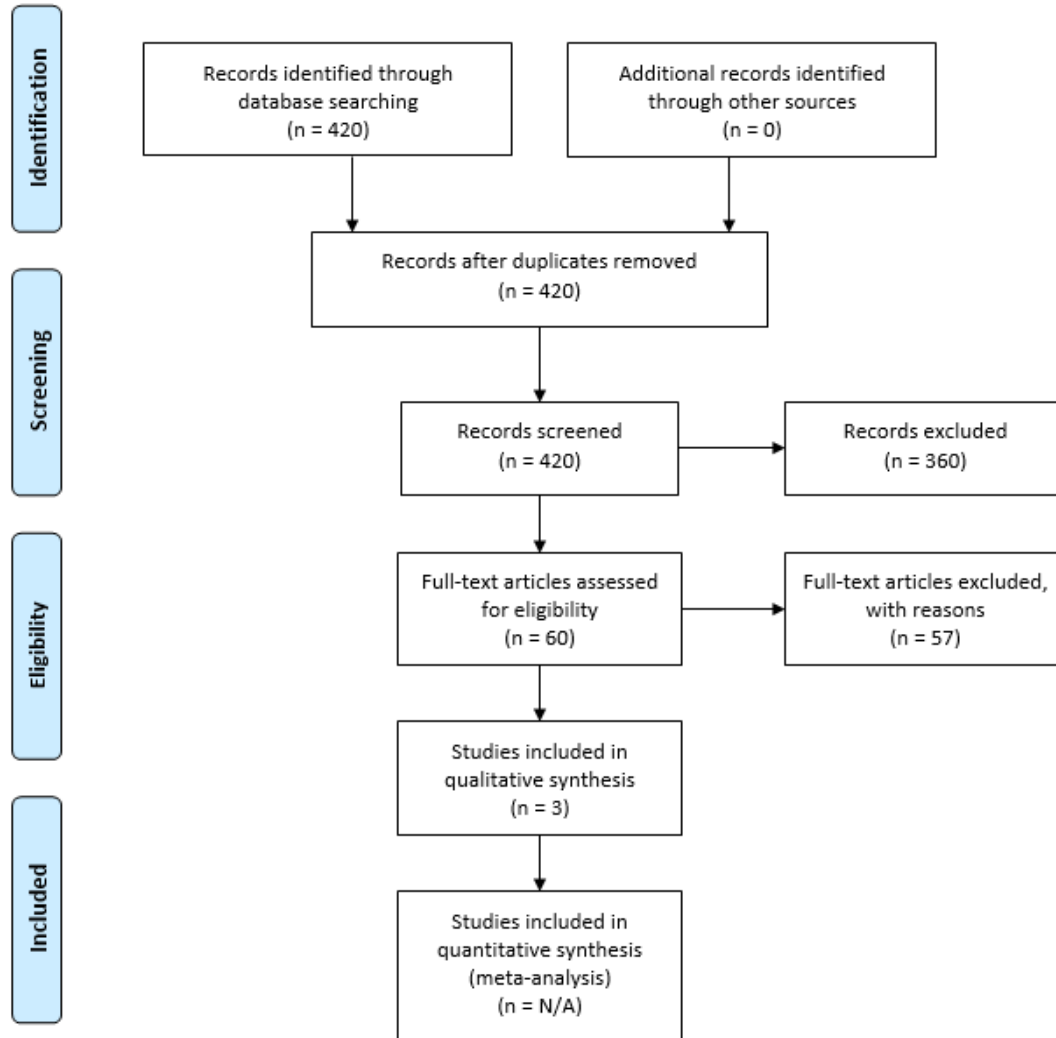 Identification
Records identified through
database searching
(n = 420)
Additional records identified
through other sources
(n = 0)
Records after duplicates removed
(n = 420)
Screening
Records screened
(n = 420)
Records excluded
(n = 360)
Eligibility
Full-text articles assessed
for eligibility
(n = 60)
Full-text articles excluded,
with reasons
(n = 57)
Studies included in
qualitative synthesis
(n = 3)
Included
Studies included in
quantitative synthesis
(meta-analysis)
(n = N/A)